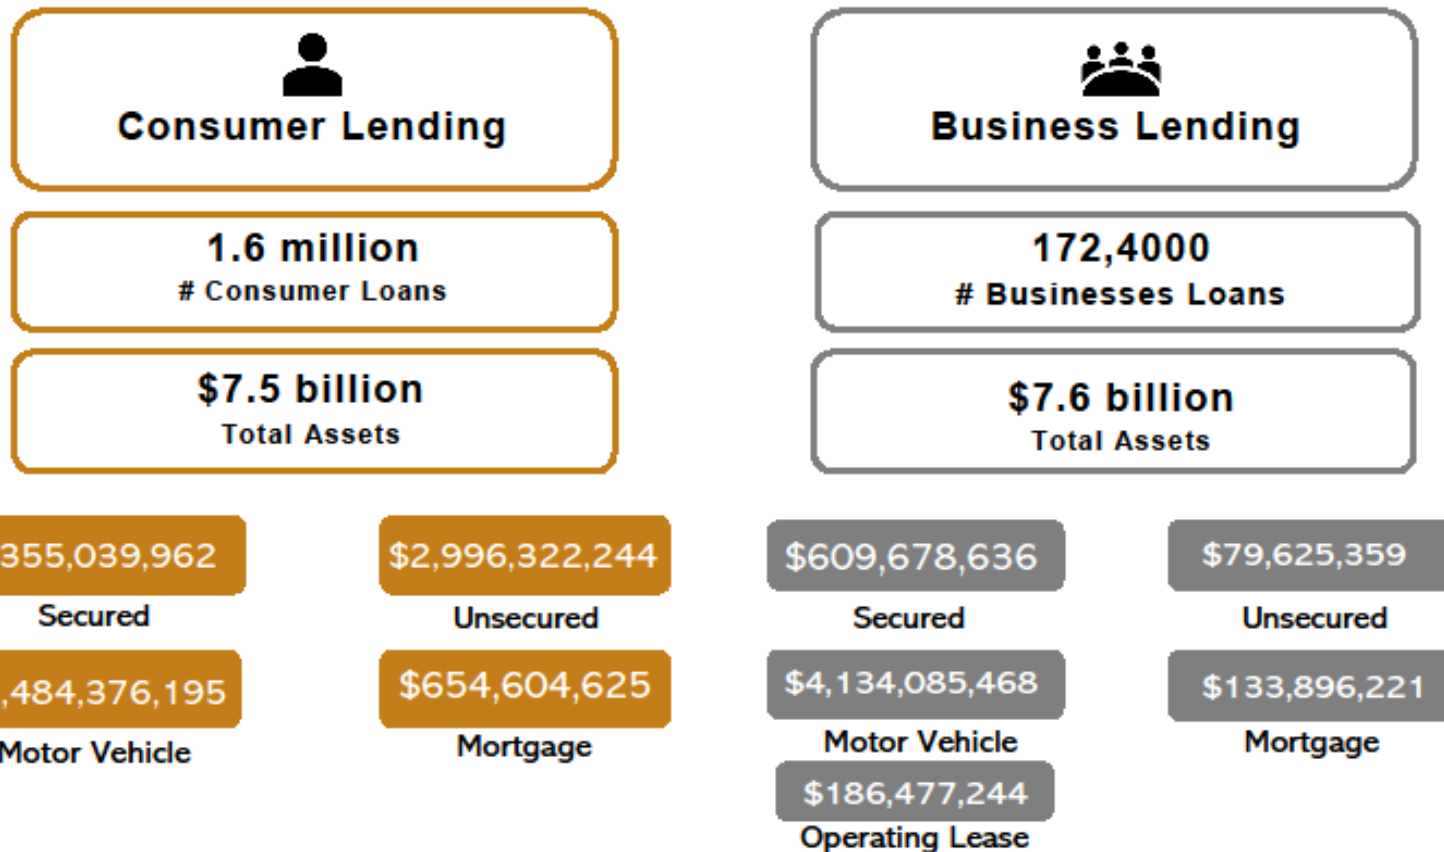 Consumer Lending
1.6 million
# Consumer Loans
$7.5 billion
Total Assets
355,039,962
Secured
$2,996,322,244
Unsecured
,484,376,195
Motor Vehicle
$654,604,625
Mortgage
Business Lending
172,4000
# Businesses Loans
$7.6 billion
Total Assets
$609,678,636
Secured
$79,625,359
Unsecured
$4,134,085,468
Motor Vehicle
$133,896,221
Mortgage
$186,477,244
Operating Lease